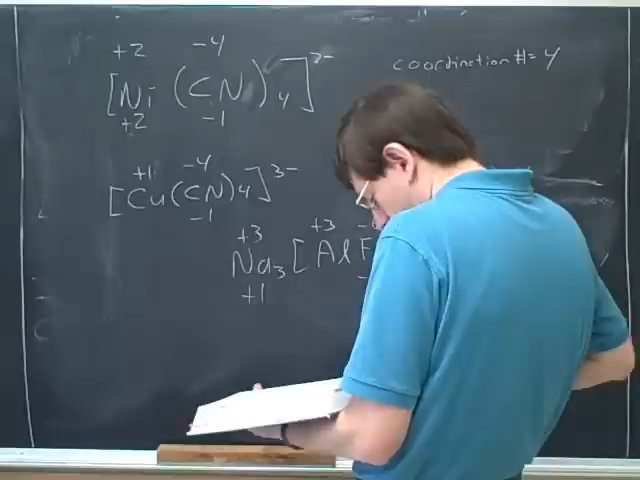 +2 -4
[Ni (CN)4]2-
+2 -1
coordination #= 4
+1 -4
[Cu(CN)4]3-
-1
+3 +3
Na3 [AlF
+1